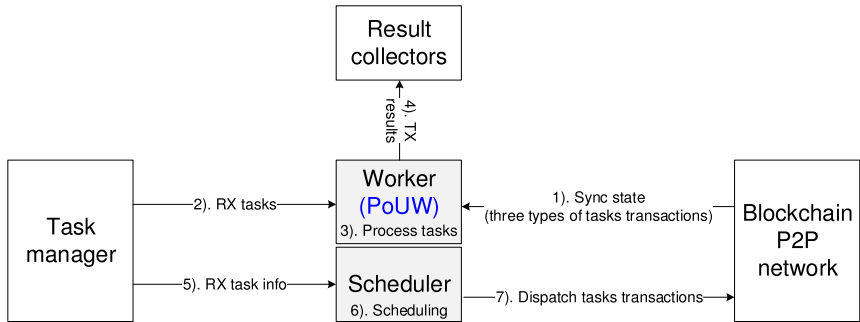 Result
collectors
4). TX
results
Worker
(PoUW)
3). Process tasks
2). RX tasks
1). Sync state
(three types of tasks transactions)
Task
manager
Blockchain
P2P
network
5). RX task info
Scheduler
6). Scheduling
7). Dispatch tasks transactions